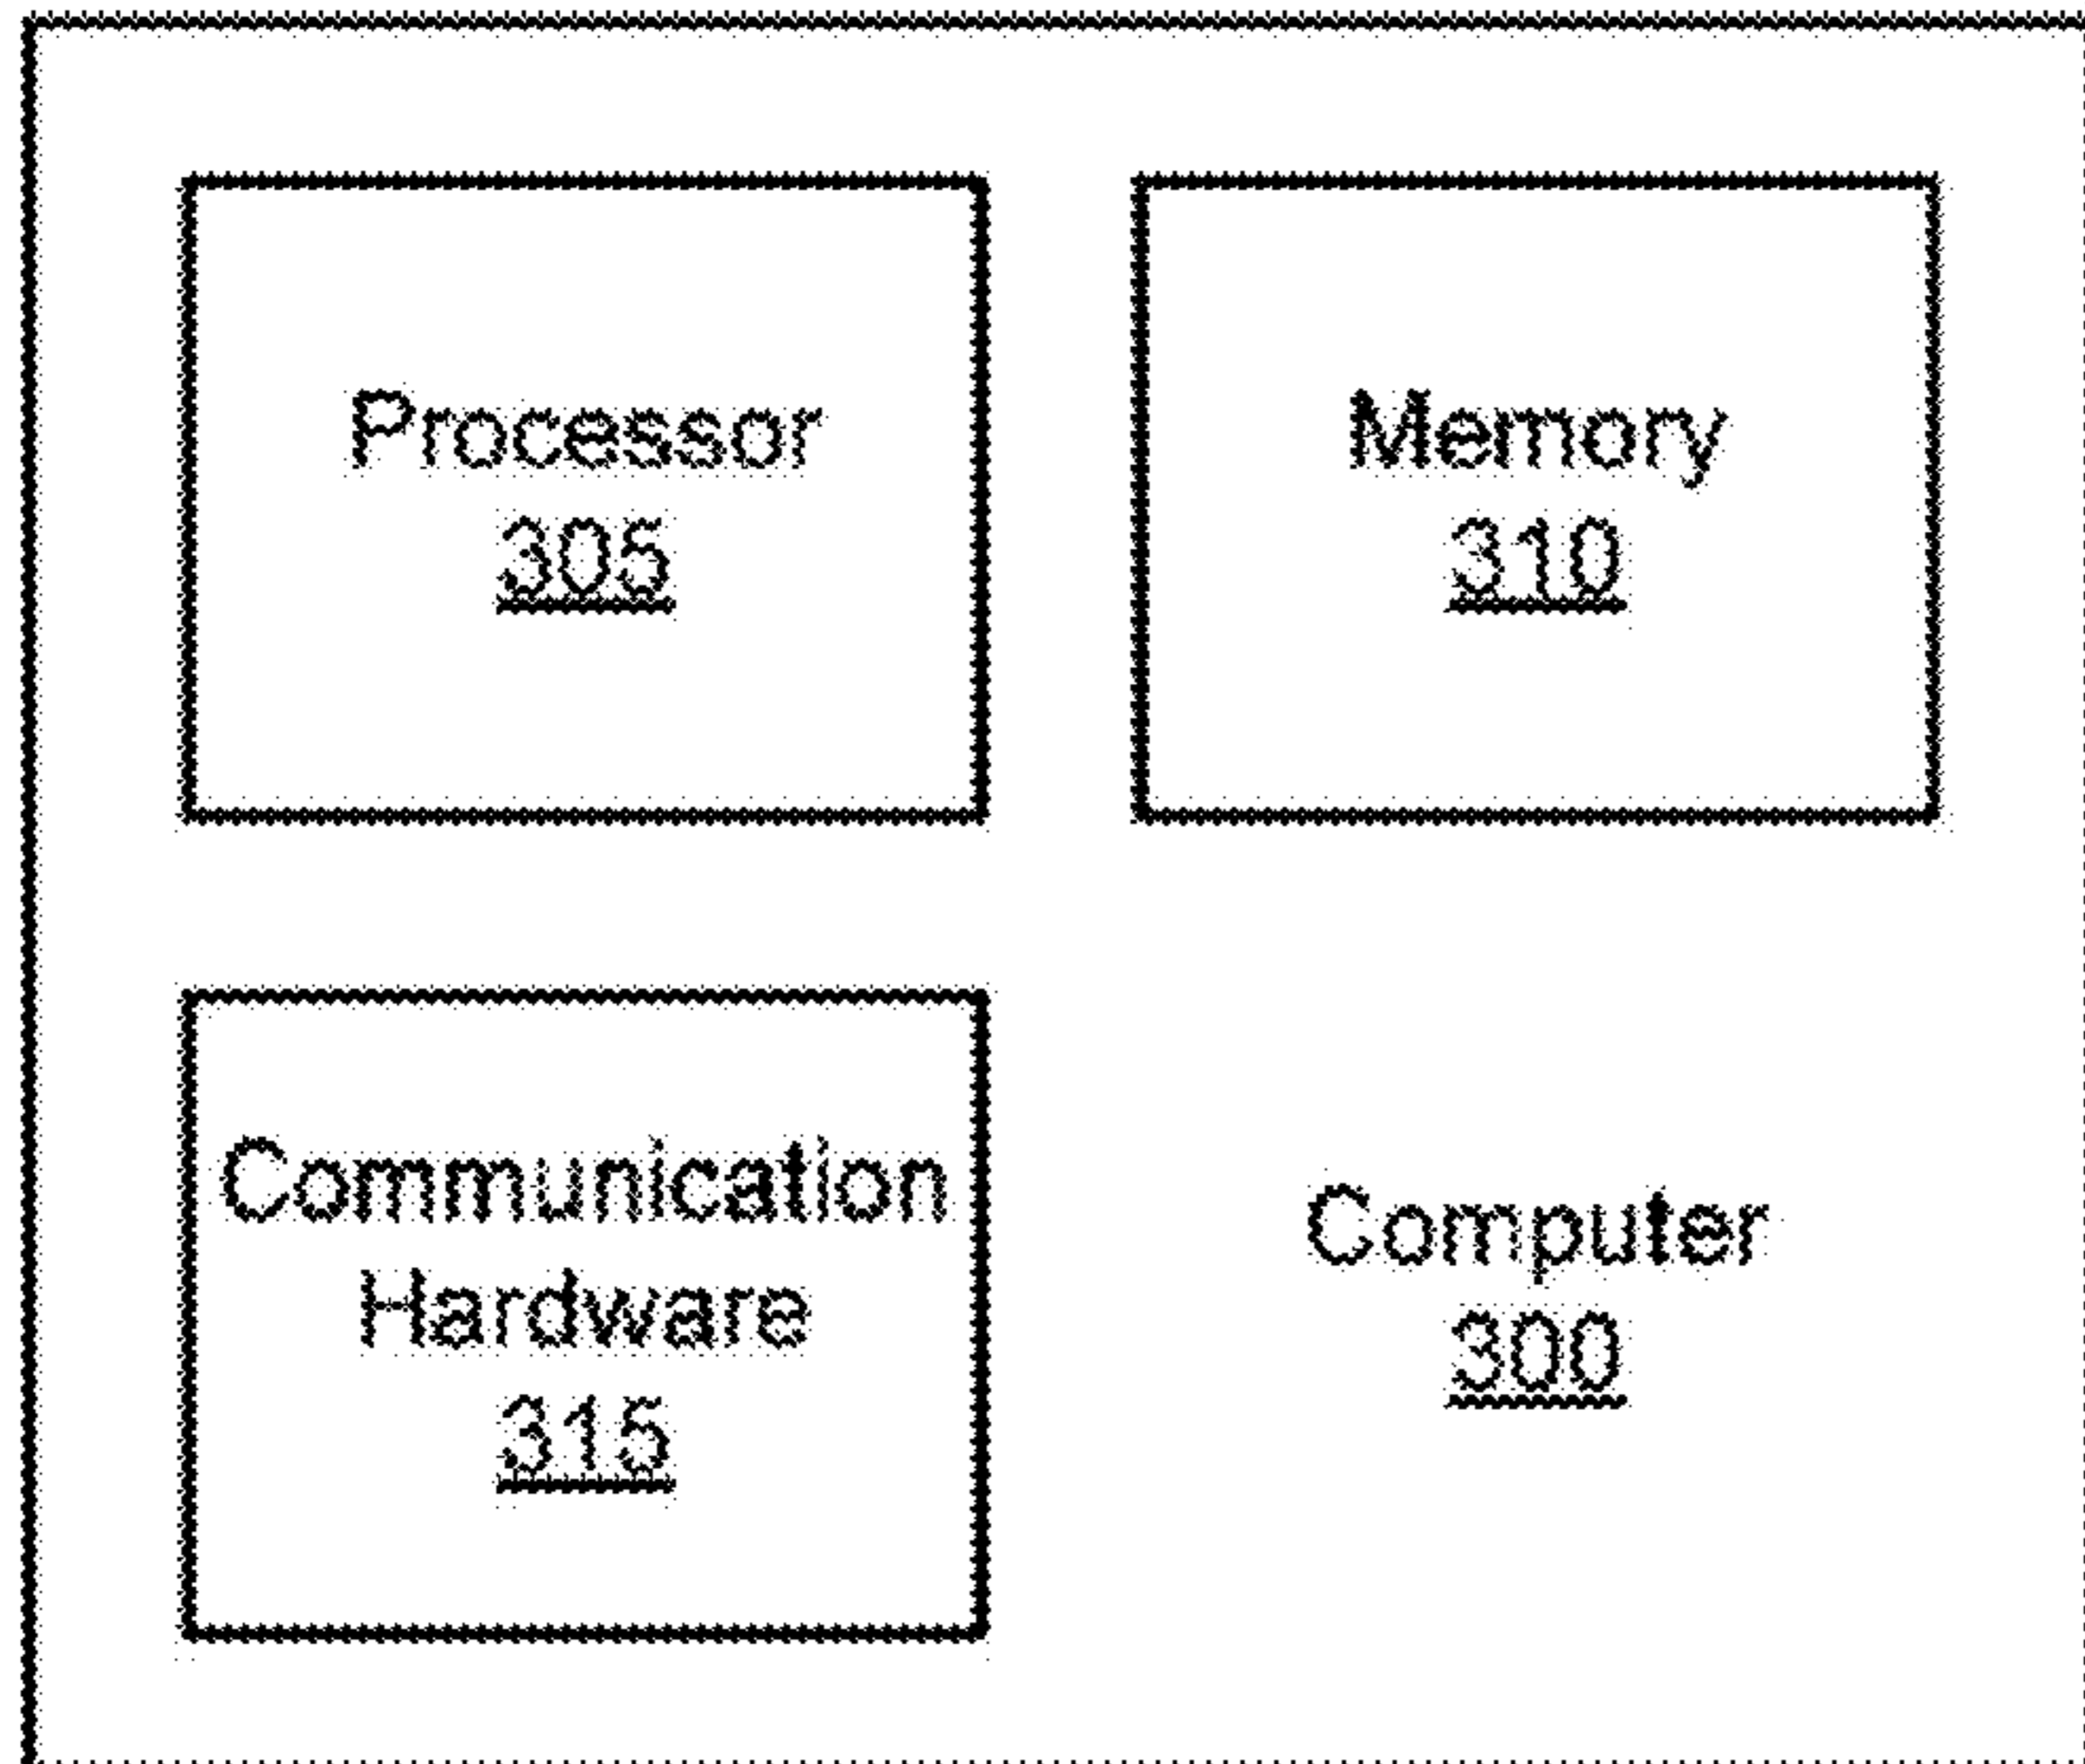 Processor
305
Memory
310
Communication
Hardware
315
Computer
300